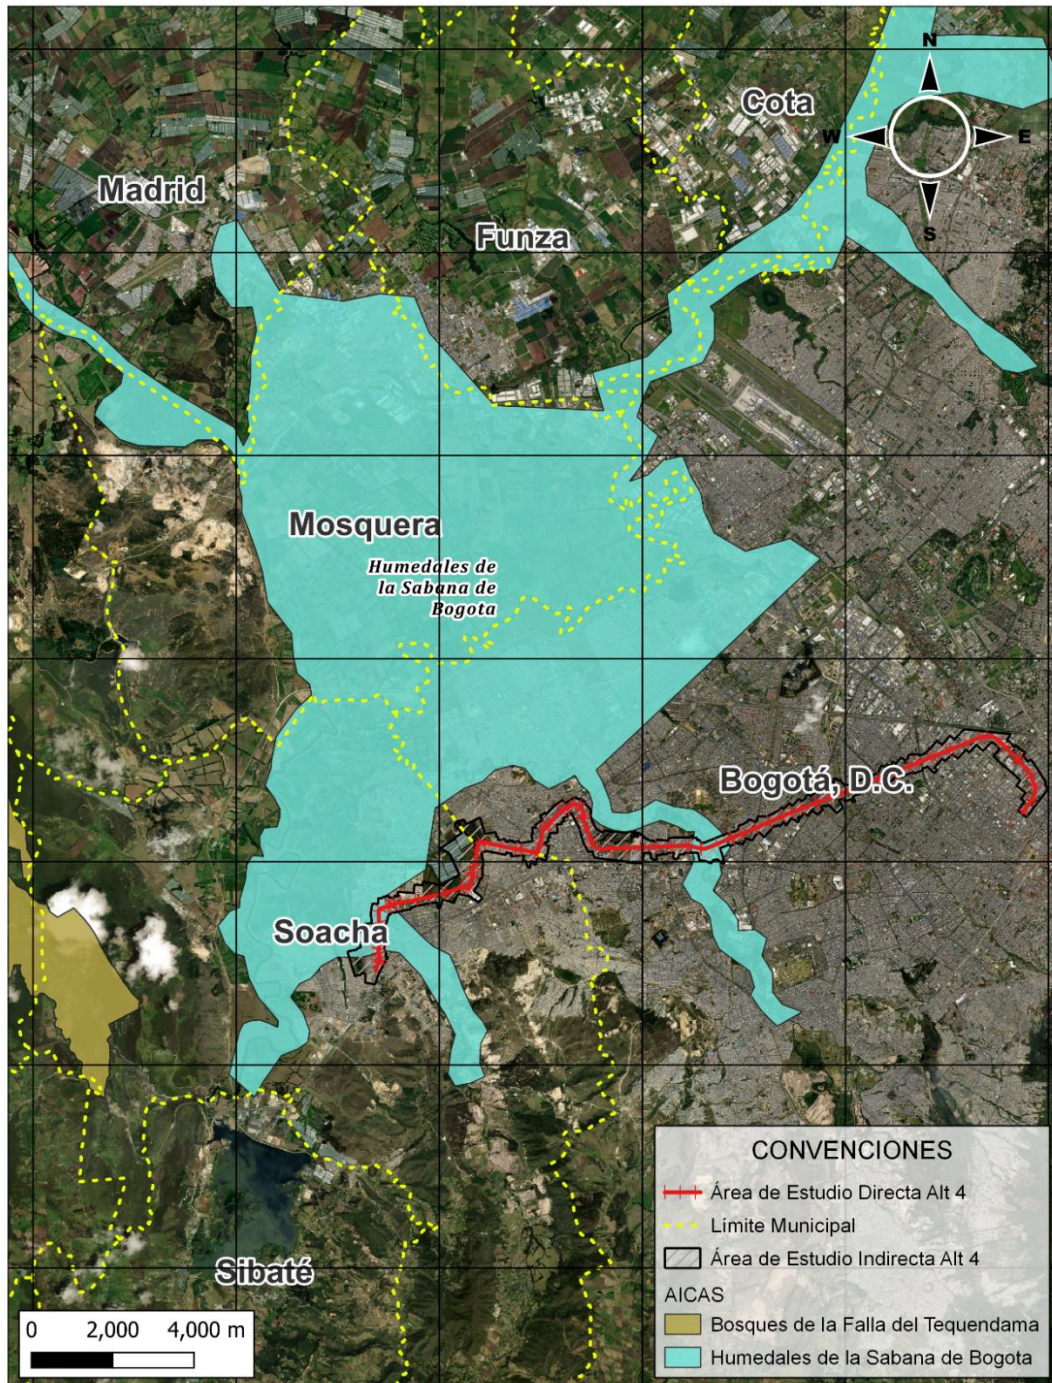 N
Cota
W
E
Madrid
Funza
S
Mosquera
Humedales de
la Sabana de
Bogota
Bogotá, D.C.
Soacha
Sibaté
CONVENCIONES
Área de Estudio Directa Alt 4
Límite Municipal
Área de Estudio Indirecta Alt 4
AICAS
Bosques de la Falla del Tequendama
Humedales de la Sabana de Bogota
0 2,000 4,000 m